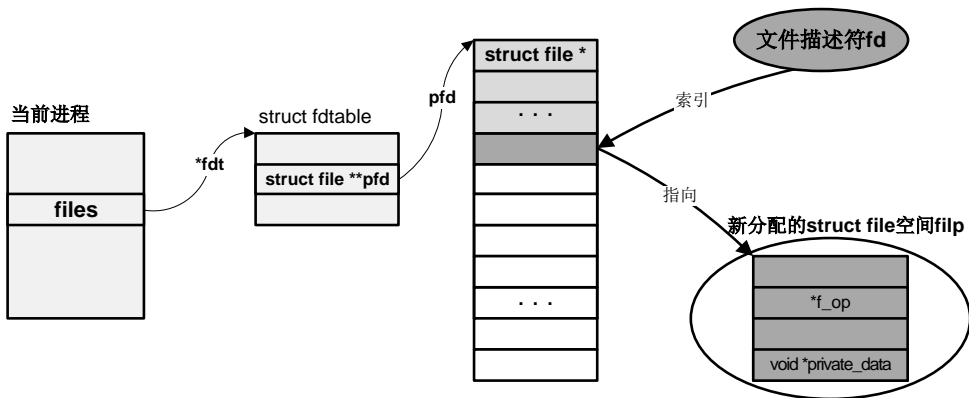 当前进程
files
*fdt
struct fdtable
struct file **pfd
pfd
struct file *
. . .
. . .
文件描述符fd
索引
指向
新分配的struct file空间filp
*f_op
void *private_data